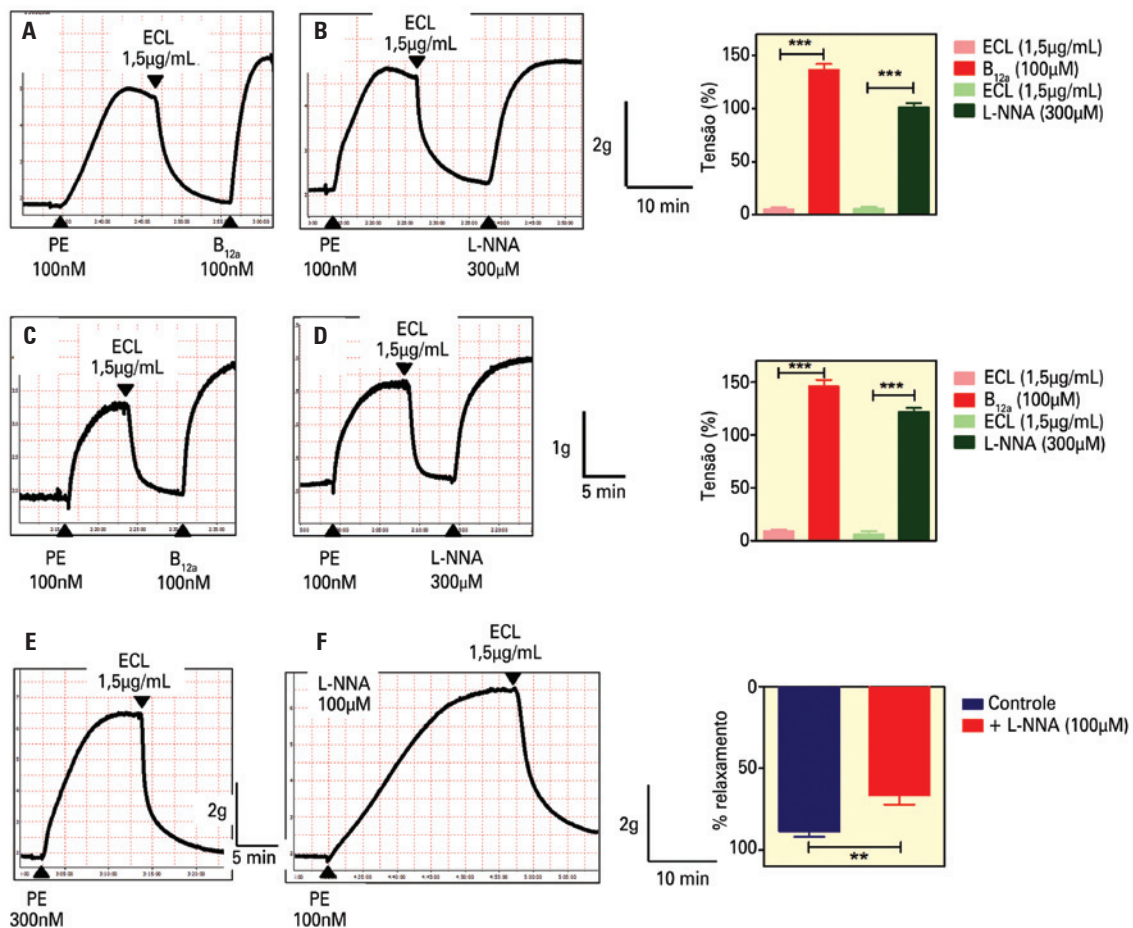 A
ECL
1,5µg/mL
PE
100nM
B12a
100nM
B
ECL
1,5µg/mL
PE
100nM
L-NNA
300µM
2g
10 min
Tensão (%)
150
100
50
0
***
***
ECL (1,5µg/mL)
B12a (100µM)
ECL (1,5µg/mL)
L-NNA (300µM)
C
ECL
1,5µg/mL
PE
100nM
B12a
100nM
D
ECL
1,5µg/mL
PE
100nM
L-NNA
300µM
1g
5 min
Tensão (%)
150
100
50
0
***
***
ECL (1,5µg/mL)
B12a (100µM)
ECL (1,5µg/mL)
L-NNA (300µM)
E
ECL
1,5µg/mL
PE
300nM
2g
5 min
F
L-NNA
100µM
ECL
1,5µg/mL
PE
100nM
2g
10 min
% relaxamento
0
50
100
**
Controle
+ L-NNA (100µM)